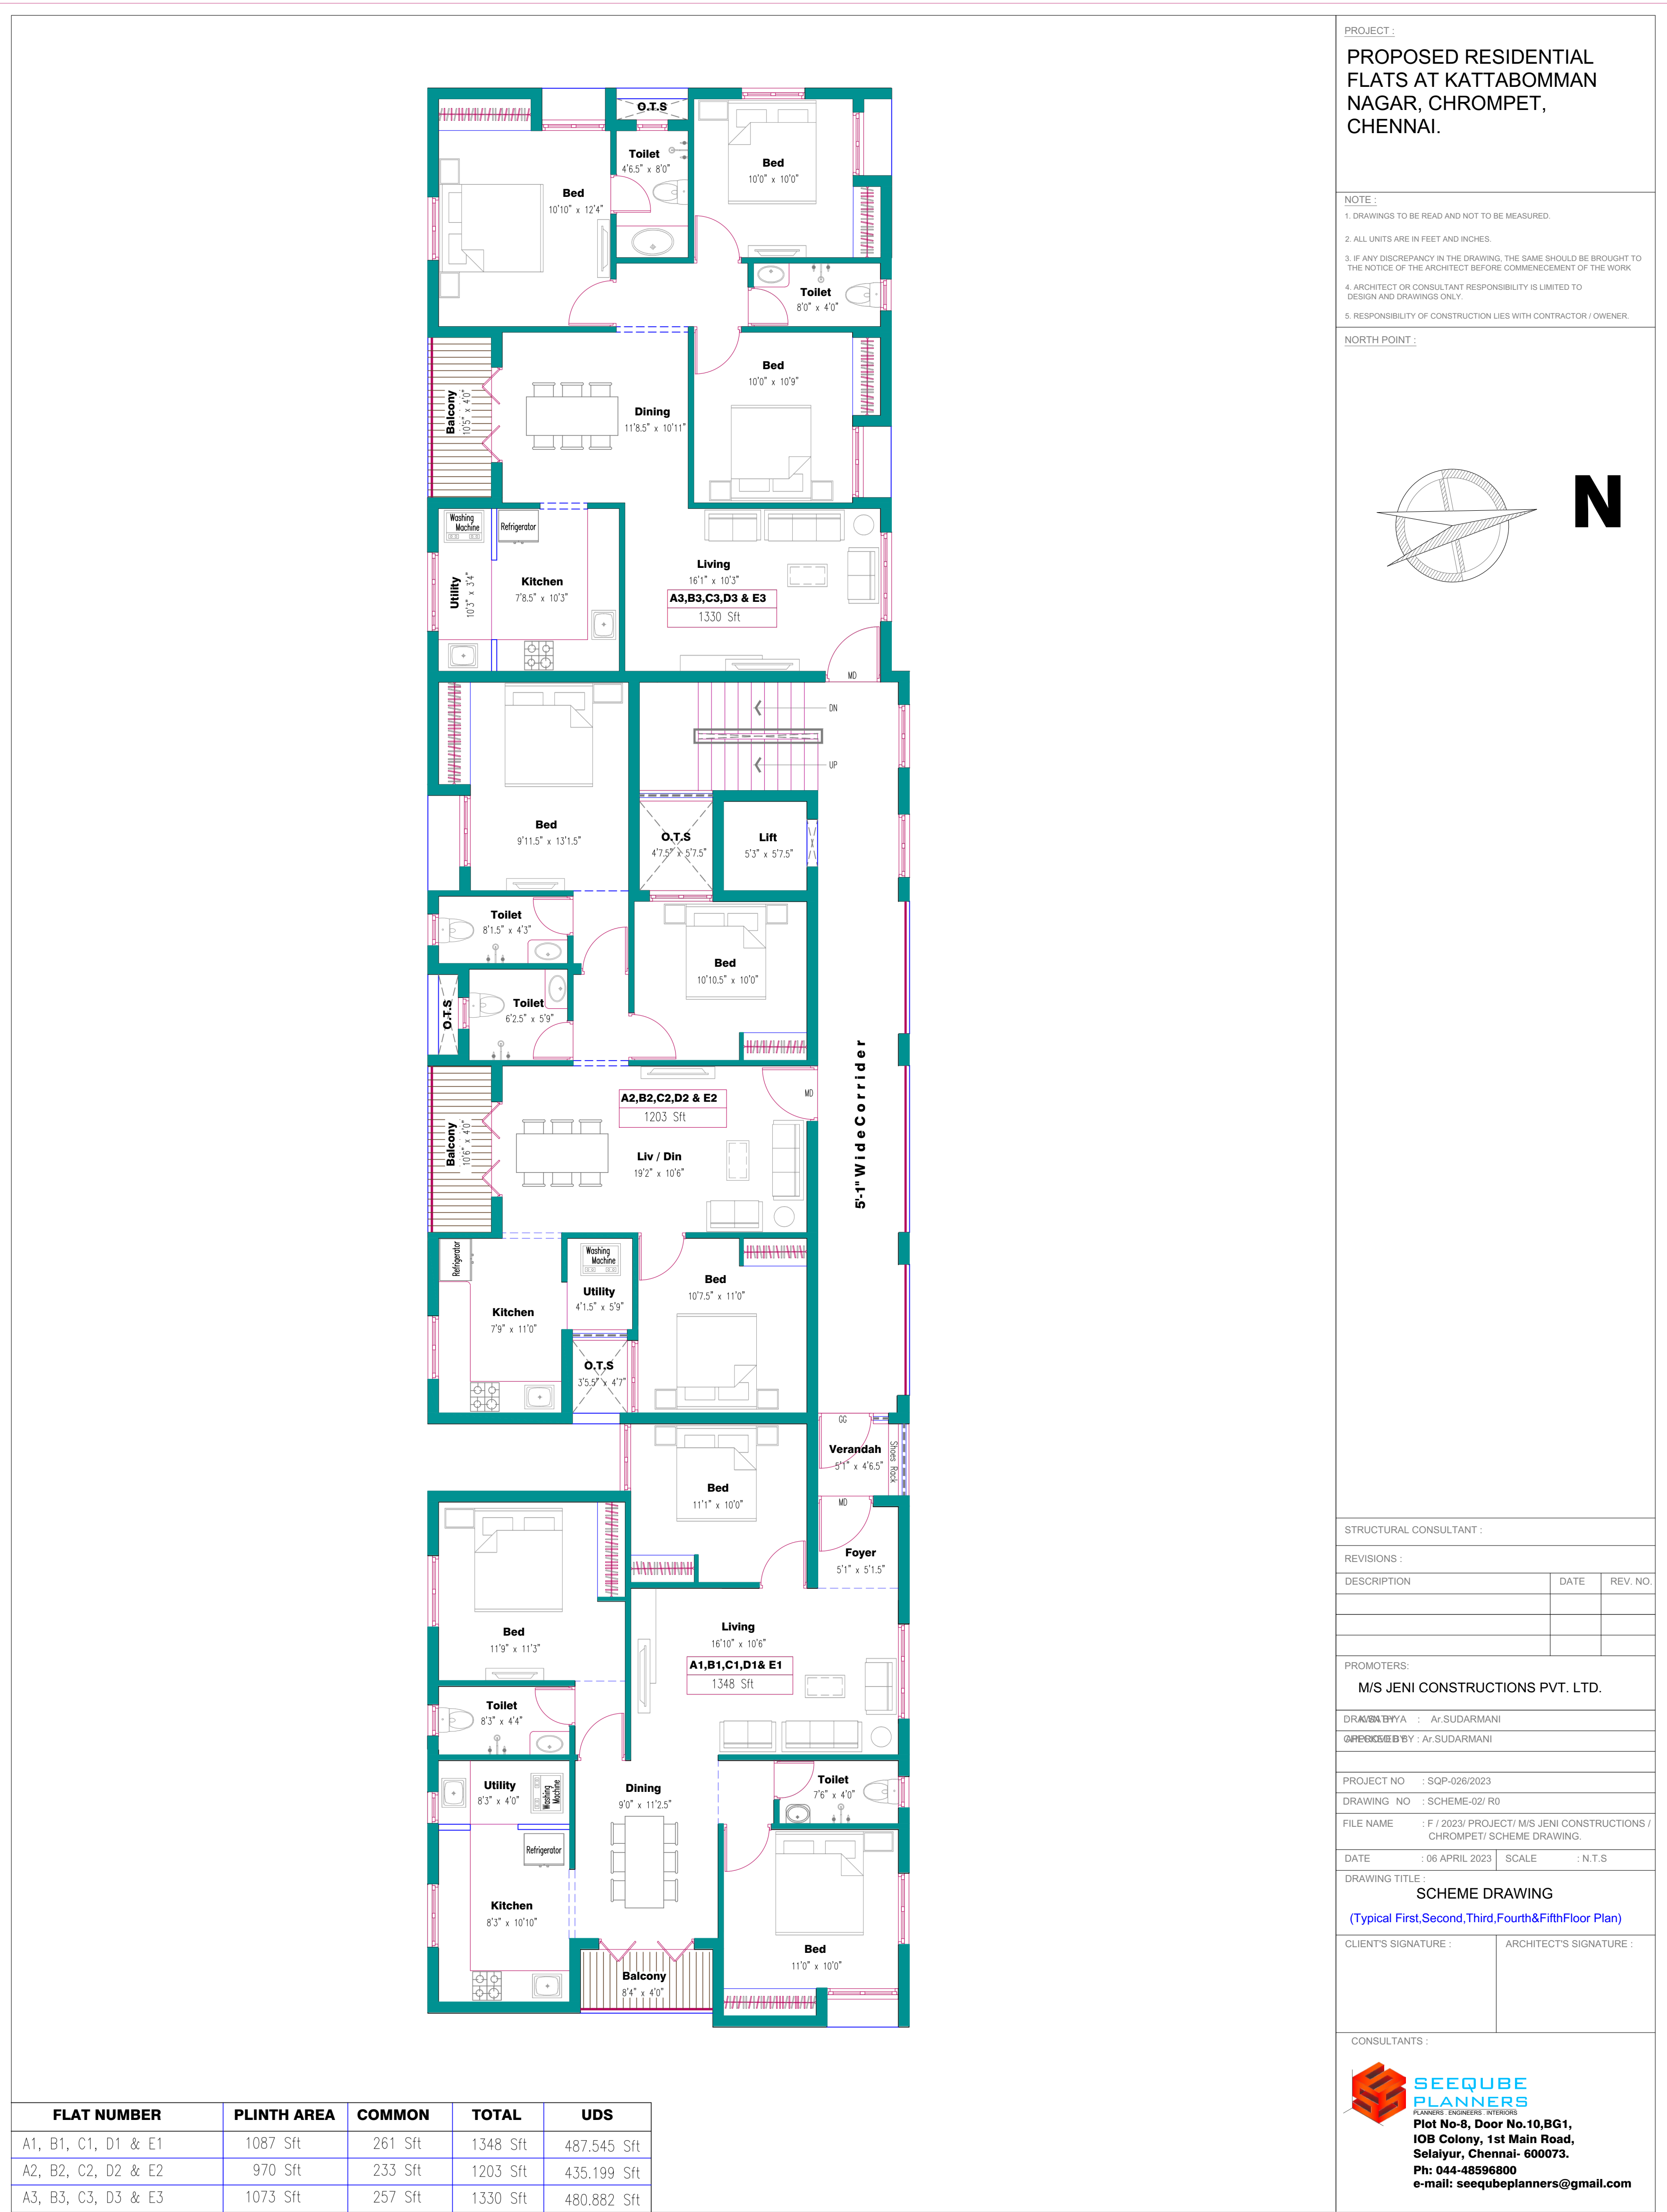 PROJECT :
PROPOSED RESIDENTIAL
FLATS AT KATTABOMMAN
NAGAR, CHROMPET,
CHENNAI.
NOTE :
1. DRAWINGS TO BE READ AND NOT TO BE MEASURED.
2. ALL UNITS ARE IN FEET AND INCHES.
3. IF ANY DISCREPANCY IN THE DRAWING, THE SAME SHOULD BE BROUGHT TO
THE NOTICE OF THE ARCHITECT BEFORE COMMENECEMENT OF THE WORK
4. ARCHITECT OR CONSULTANT RESPONSIBILITY IS LIMITED TO
DESIGN AND DRAWINGS ONLY.
5. RESPONSIBILITY OF CONSTRUCTION LIES WITH CONTRACTOR / OWENER.
NORTH POINT :
N
O.T.S
Toilet
4'6.5" x 8'0"
Bed
10'0" x 10'0"
Bed
10'10" x 12'4"
Toilet
8'0" x 4'0"
Bed
10'0" x 10'9"
Balcony
10'5" x 4'0"
Dining
11'8.5" x 10'11"
Washing
Machine
Refrigerator
Utility
10'3" x 3'4"
Kitchen
7'8.5" x 10'3"
Living
16'1" x 10'3"
A3,B3,C3,D3 & E3
1330 Sft
MD
DN
UP
Bed
9'11.5" x 13'1.5"
O.T.S
4'7.5" x 5'7.5"
Lift
5'3" x 5'7.5"
Toilet
8'1.5" x 4'3"
Bed
10'10.5" x 10'0"
O.T.S
Toilet
6'2.5" x 5'9"
5'-1" Wide Corrider
A2,B2,C2,D2 & E2
1203 Sft
MD
Balcony
10'6" x 4'0"
Liv / Din
19'2" x 10'6"
Refrigerator
Washing
Machine
Utility
4'1.5" x 5'9"
Bed
10'7.5" x 11'0"
Kitchen
7'9" x 11'0"
O.T.S
3'5.5" x 4'7"
GG
Verandah
5'1" x 4'6.5"
Shoes Rack
Bed
11'1" x 10'0"
MD
Foyer
5'1" x 5'1.5"
Bed
11'9" x 11'3"
Living
16'10" x 10'6"
A1,B1,C1,D1& E1
1348 Sft
Toilet
8'3" x 4'4"
Utility
8'3" x 4'0"
Washing
Machine
Dining
9'0" x 11'2.5"
Toilet
7'6" x 4'0"
Refrigerator
Kitchen
8'3" x 10'10"
Bed
11'0" x 10'0"
Balcony
8'4" x 4'0"
STRUCTURAL CONSULTANT :
REVISIONS :
DESCRIPTION DATE REV. NO.
PROMOTERS:
M/S JENI CONSTRUCTIONS PVT. LTD.
: Ar.SUDARMANI
: Ar.SUDARMANI
PROJECT NO : SQP-026/2023
DRAWING NO : SCHEME-02/ R0
FILE NAME : F / 2023/ PROJECT/ M/S JENI CONSTRUCTIONS /
CHROMPET/ SCHEME DRAWING.
DATE : 06 APRIL 2023 SCALE : N.T.S
DRAWING TITLE :
SCHEME DRAWING
(Typical First,Second,Third,Fourth&FifthFloor Plan)
CLIENT'S SIGNATURE : ARCHITECT'S SIGNATURE :
CONSULTANTS :
SEEQUBE
PLANNERS
PLANNERS . ENGINEERS . INTERIORS
Plot No-8, Door No.10,BG1,
IOB Colony, 1st Main Road,
Selaiyur, Chennai- 600073.
Ph: 044-48596800
e-mail: seequbeplanners@gmail.com
FLAT NUMBER PLINTH AREA COMMON TOTAL UDS
A1, B1, C1, D1 & E1 1087 Sft 261 Sft 1348 Sft 487.545 Sft
A2, B2, C2, D2 & E2 970 Sft 233 Sft 1203 Sft 435.199 Sft
A3, B3, C3, D3 & E3 1073 Sft 257 Sft 1330 Sft 480.882 Sft